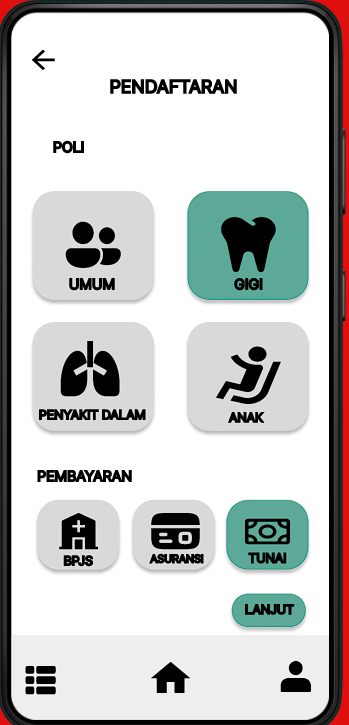 PENDAFTARAN
POLI
UMUM
GIGI
PENYAKIT DALAM
ANAK
PEMBAYARAN
BPJS
ASURANSI
TUNAI
LANJUT